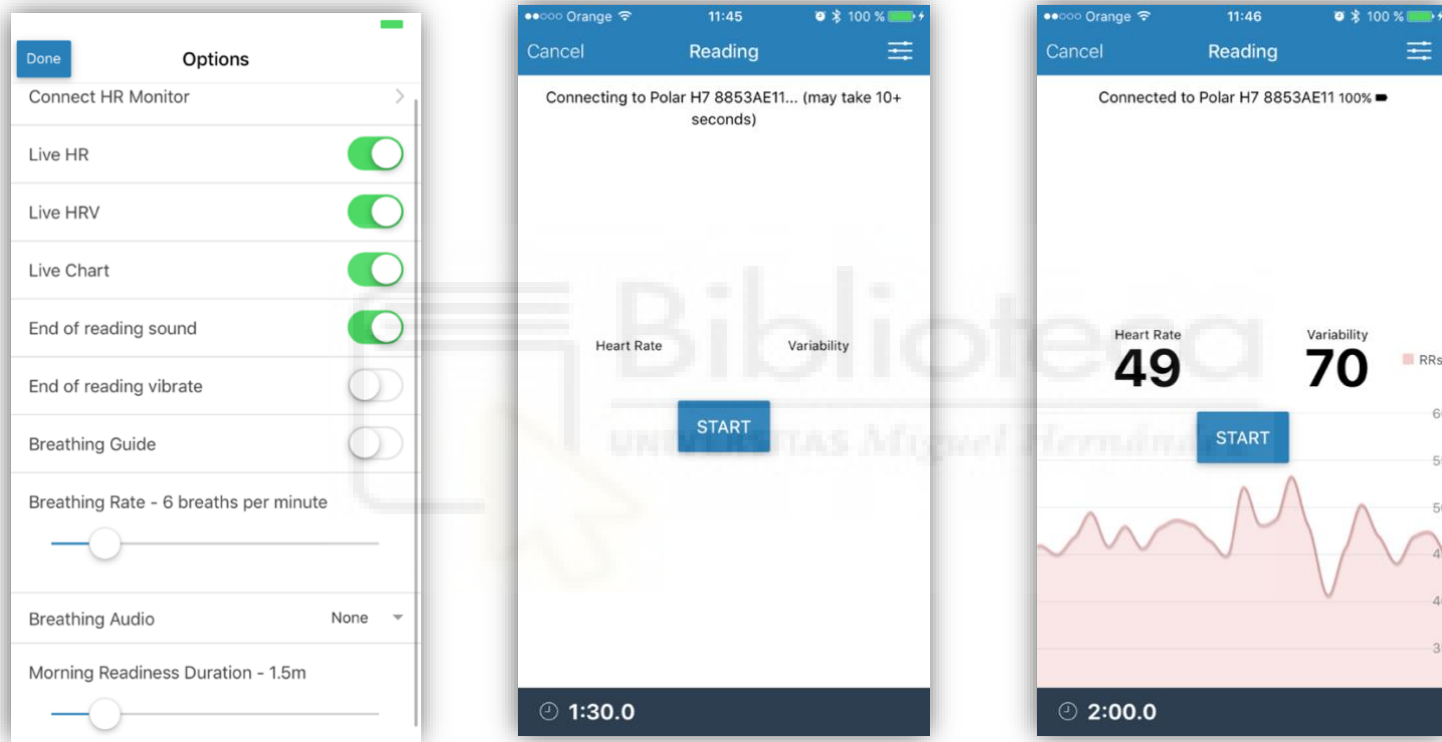 Done
Options
Connect HR Monitor
Live HR
Live HRV
Live Chart
End of reading sound
End of reading vibrate
Breathing Guide
Breathing Rate - 6 breaths per minute
Breathing Audio
None
Morning Readiness Duration - 1.5m
Orange
11:45
100 %
Cancel
Reading
Connecting to Polar H7 8853AE11... (may take 10+
seconds)
Heart Rate
Variability
START
1:30.0
Orange
11:46
100 %
Cancel
Reading
Connected to Polar H7 8853AE11 100%
Heart Rate
49
Variability
70
RRs
START
2:00.0
Biblioteca
UNIVERSITAS Miguel Hernández